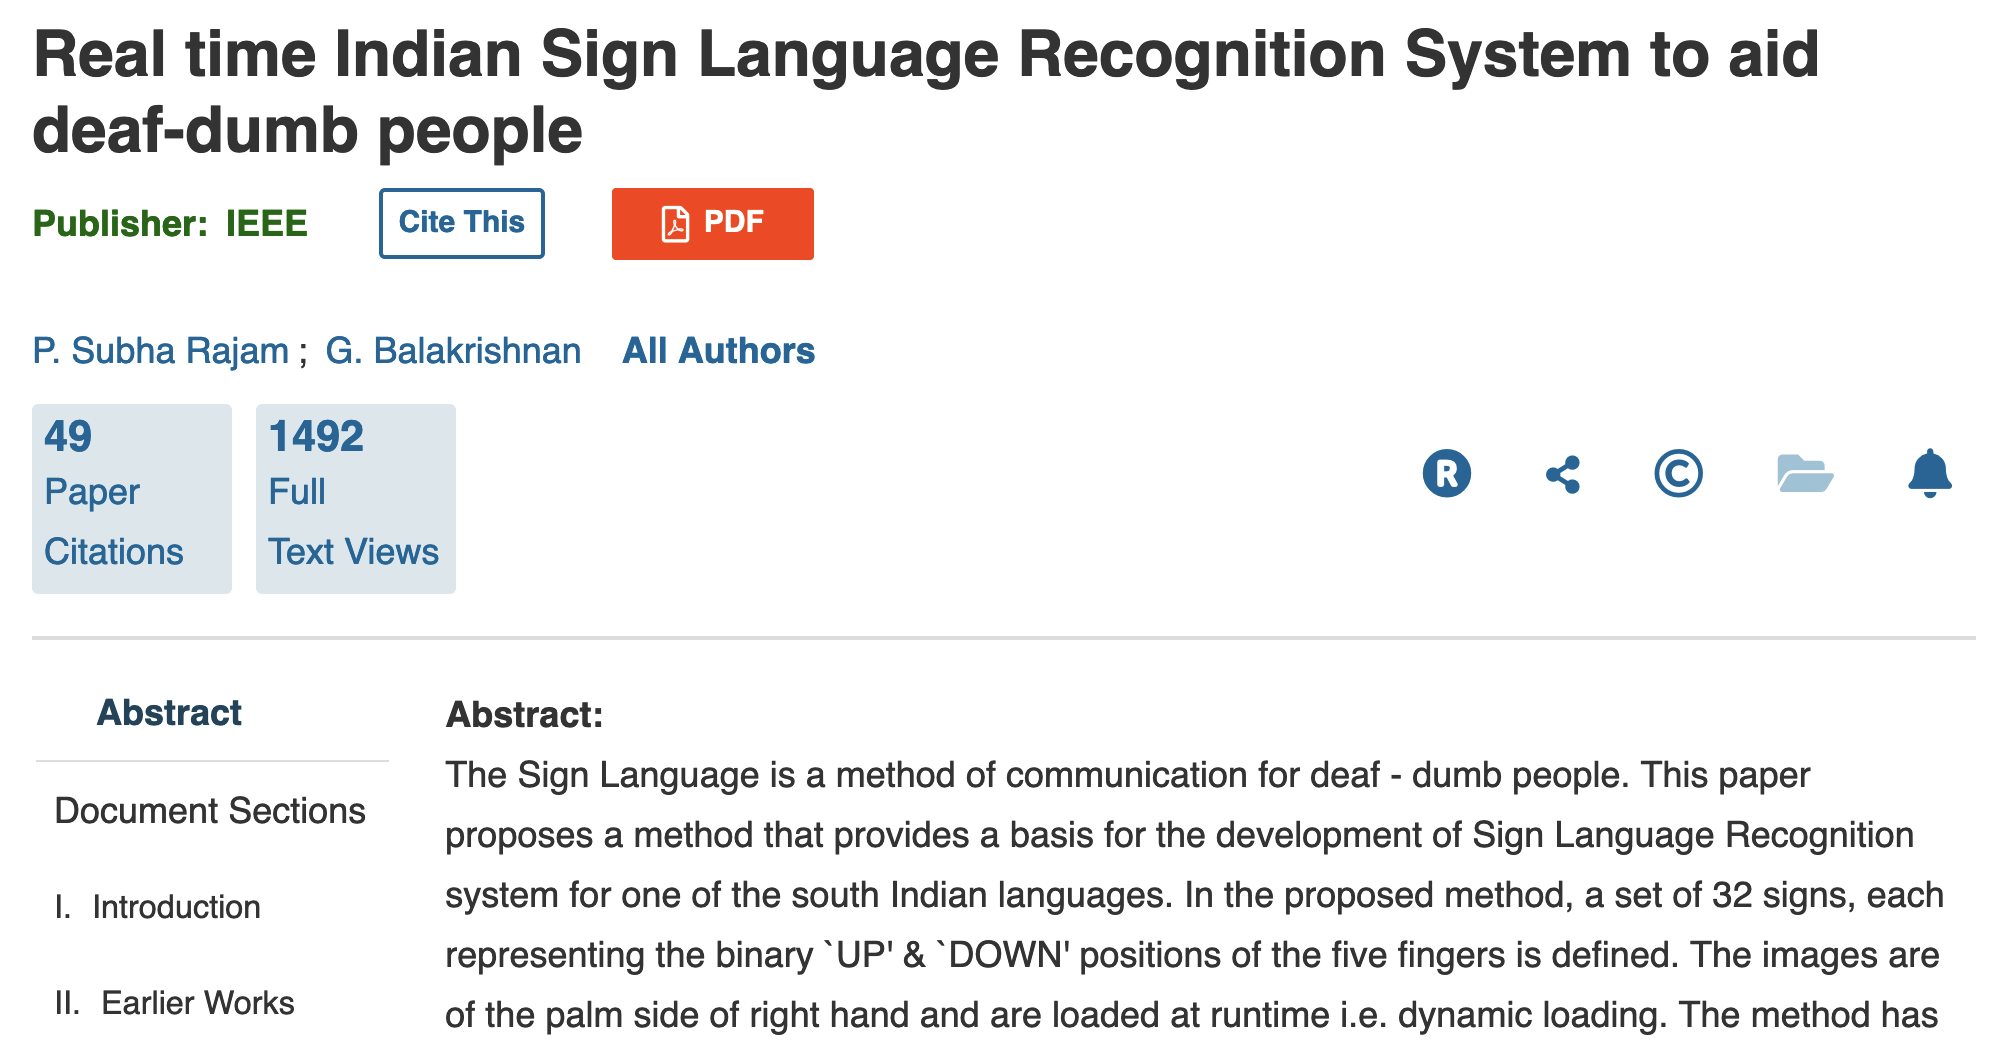 Real time Indian Sign Language Recognition System to aid
deaf-dumb people
Publisher: IEEE
Cite This
PDF
P. Subha Rajam ; G. Balakrishnan All Authors
49
Paper
Citations
1492
Full
Text Views
R
C
Abstract
Document Sections
I. Introduction
II. Earlier Works
Abstract:
The Sign Language is a method of communication for deaf - dumb people. This paper
proposes a method that provides a basis for the development of Sign Language Recognition
system for one of the south Indian languages. In the proposed method, a set of 32 signs, each
representing the binary `UP' & `DOWN' positions of the five fingers is defined. The images are
of the palm side of right hand and are loaded at runtime i.e. dynamic loading. The method has